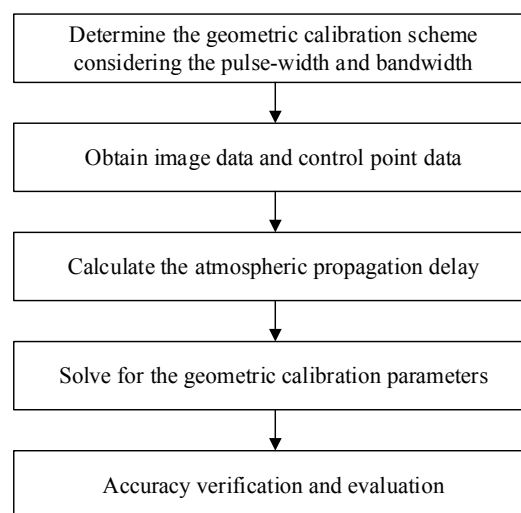 Determine the geometric calibration scheme
considering the pulse-width and bandwidth
Obtain image data and control point data
Calculate the atmospheric propagation delay
Solve for the geometric calibration parameters
Accuracy verification and evaluation